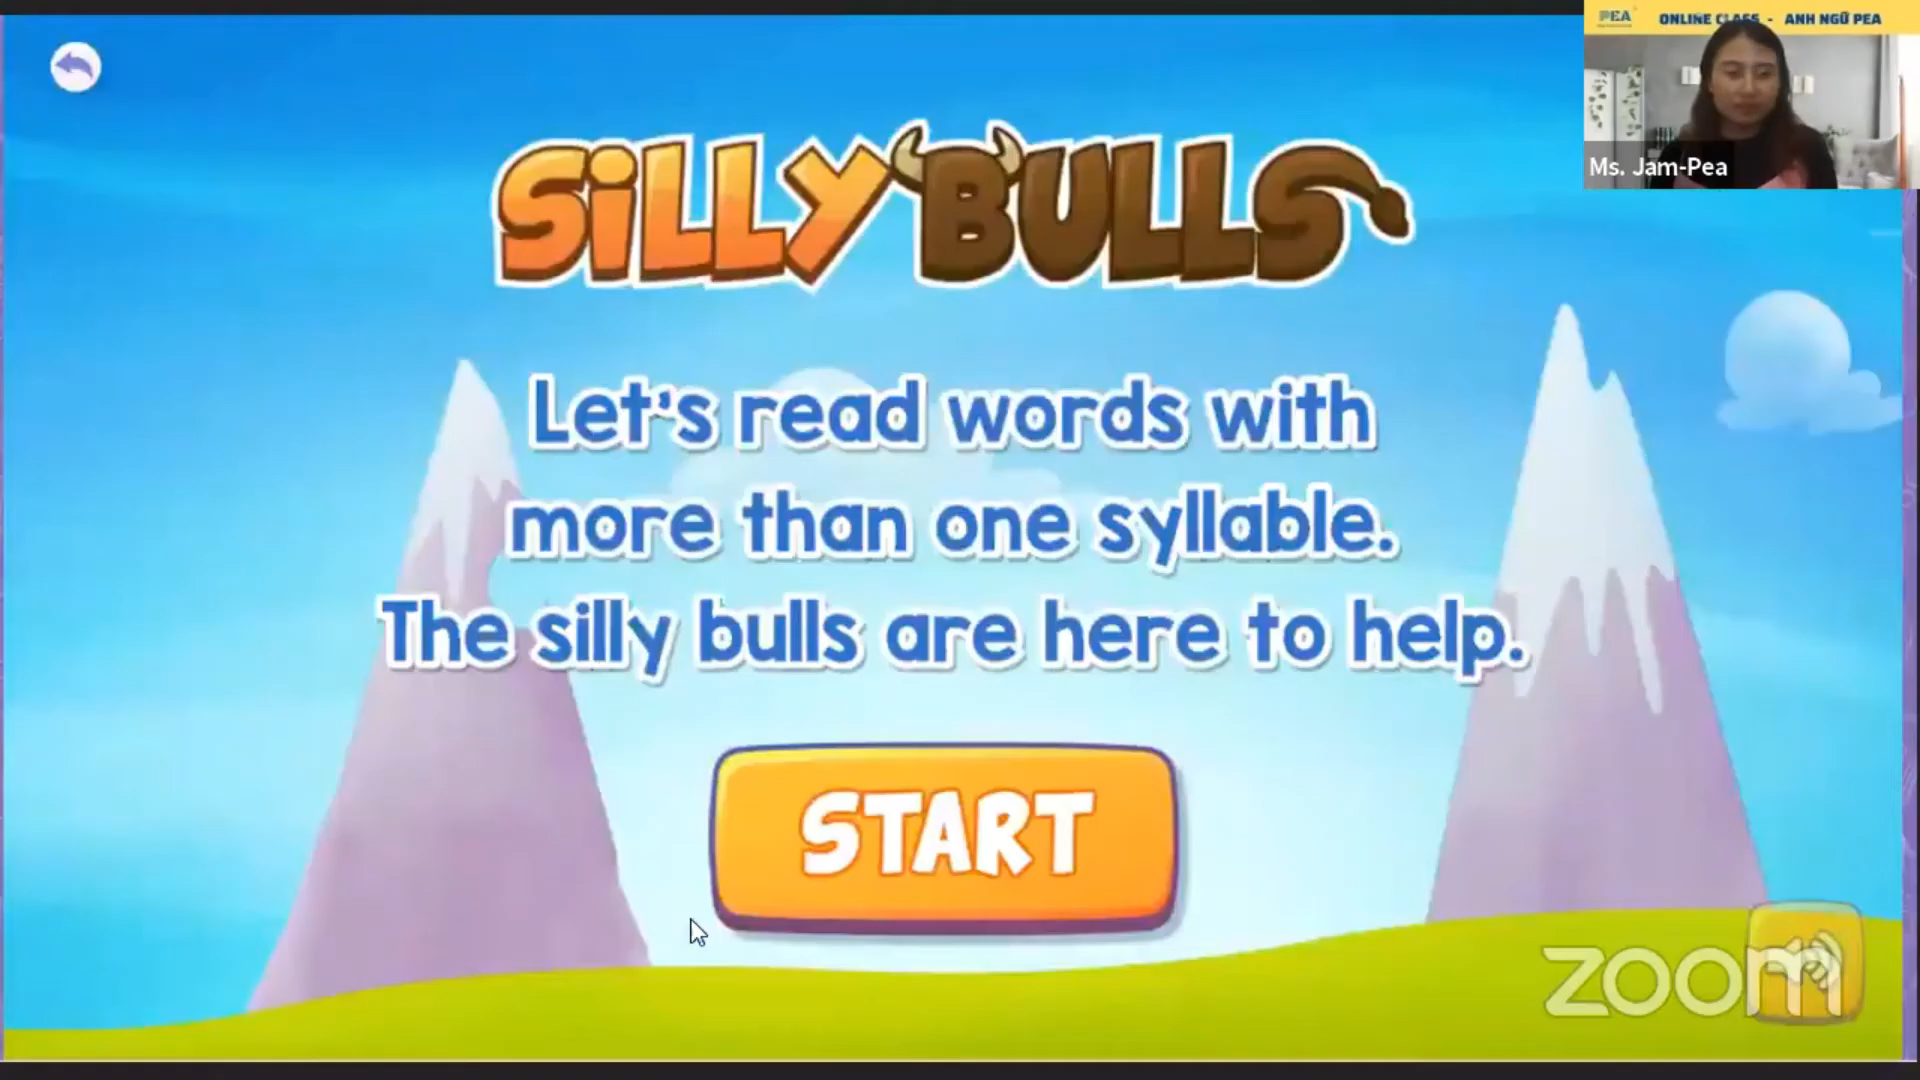 PEA
ONLINE CLASS - ANH NGỮ PEA
Ms. Jam-Pea
SiLLY BULLS
Let's read words with
more than one syllable.
The silly bulls are here to help.
START
zoom